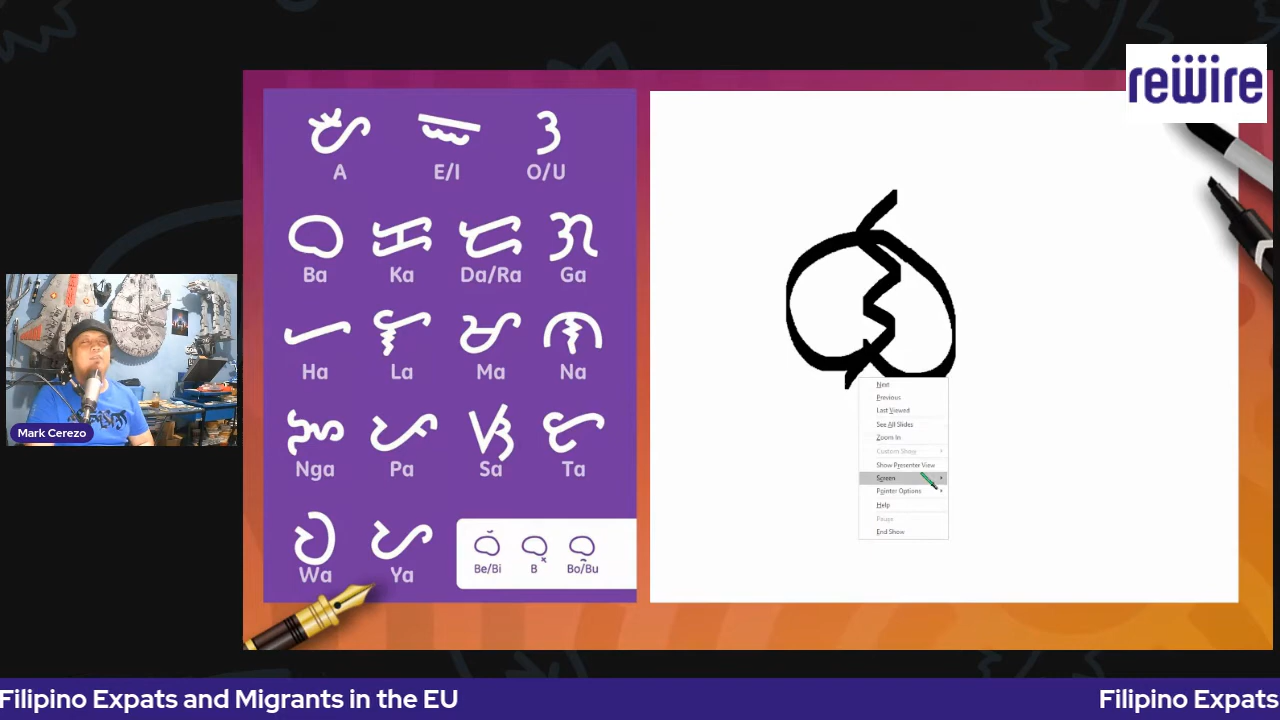 rewire
A E/I O/U
Ba Ka Da/Ra Ga
Ha La Ma Na
Nga Pa Sa Ta
Wa Ya
Be/Bi B Bo/Bu
Next
Previous
Last Viewed
See All Slides
Zoom In
Custom Show
Show Presenter View
Screen
Pointer Options
Help
Pause
End Show
Mark Cerezo
Filipino Expats and Migrants in the EU Filipino Expats